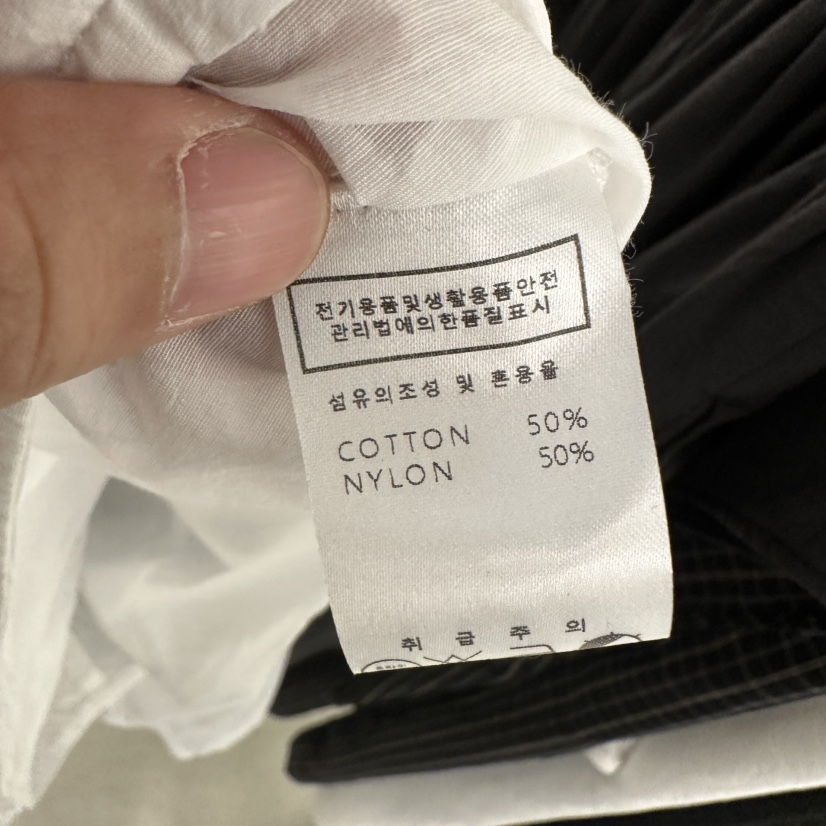 전기용품및생활용품안전
관리법에의한품질표시
섬유의조성 및 혼용율
COTTON 50%
NYLON 50%
취 급 주 의